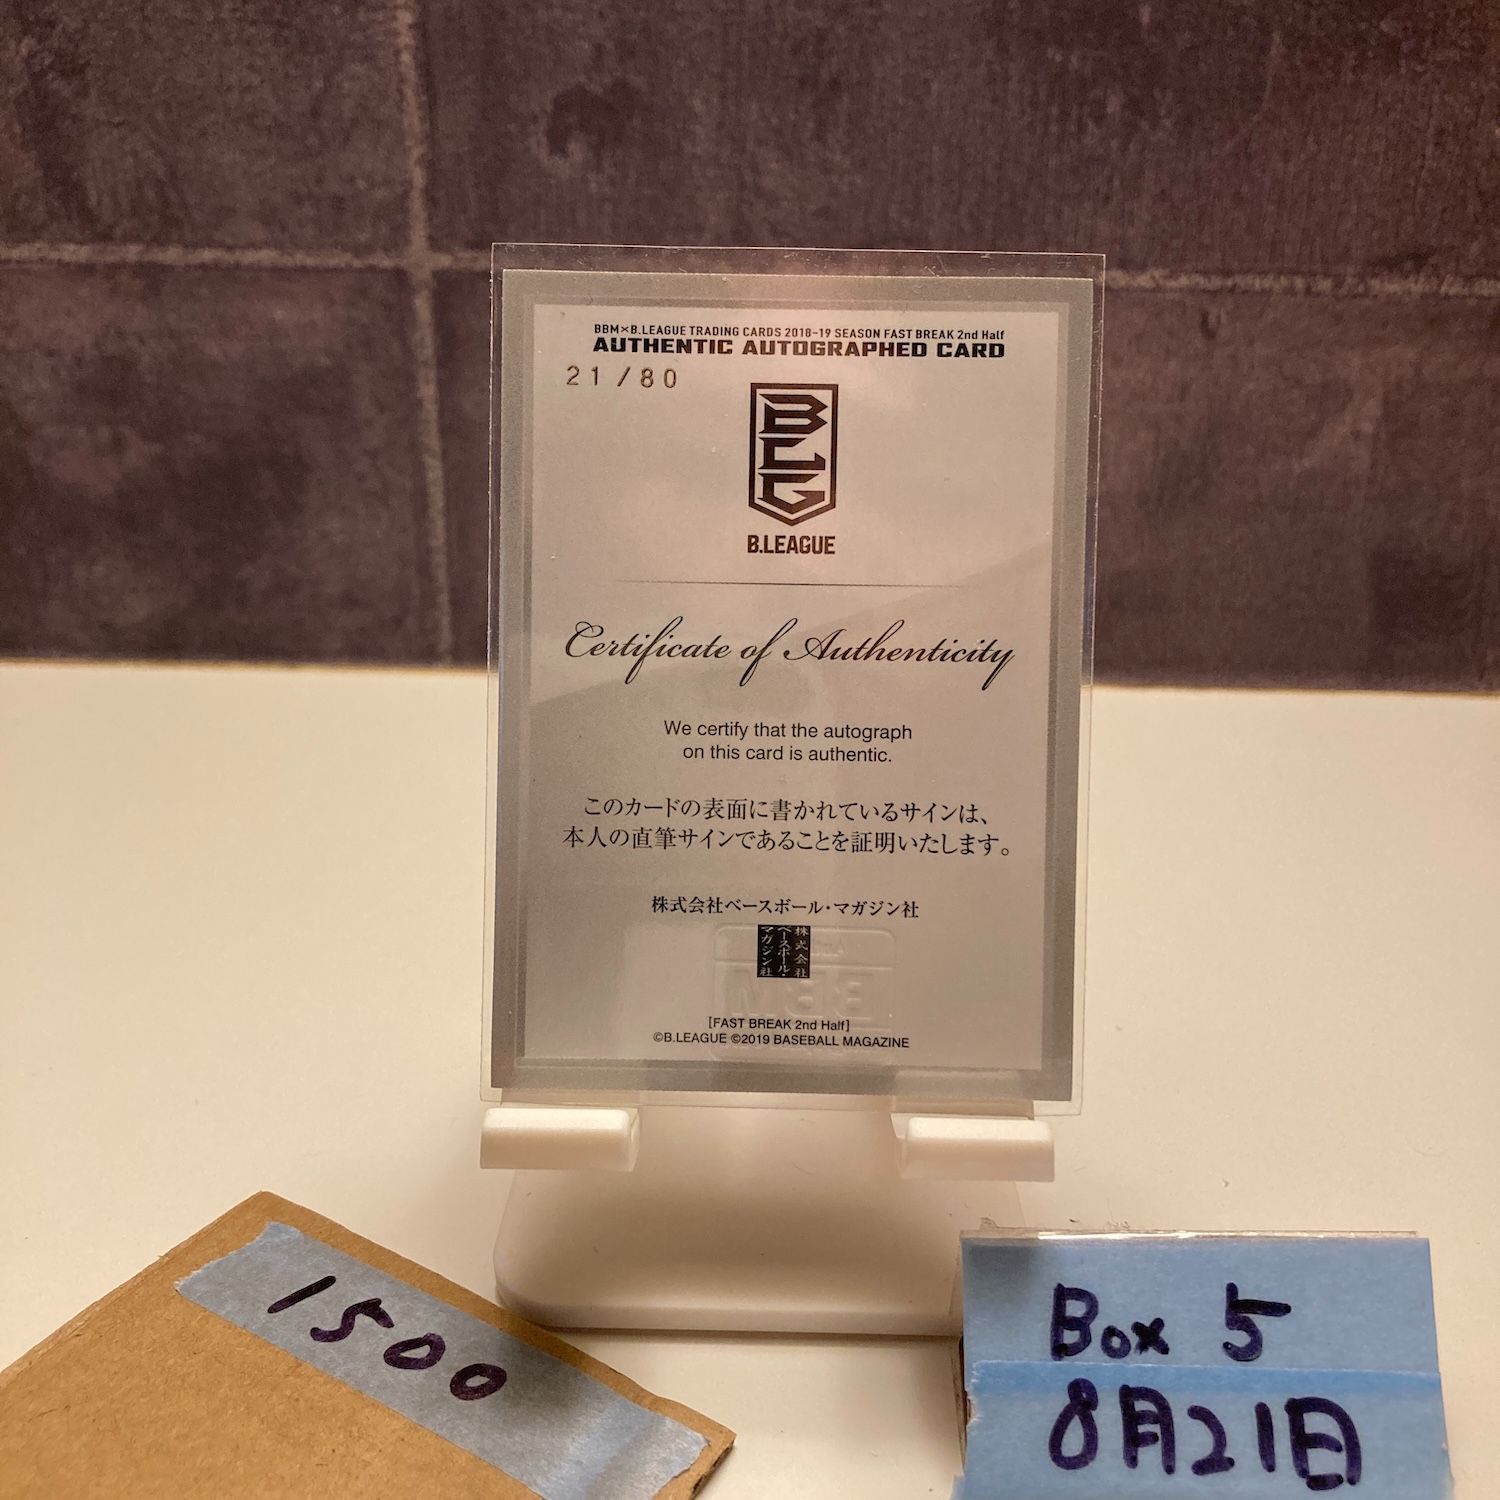 BBM×B.LEAGUE TRADING CARDS 2018-19 SEASON FAST BREAK 2nd Half
AUTHENTIC AUTOGRAPHED CARD
21/80
BLG
B.LEAGUE
Certificate of Authenticity
We certify that the autograph
on this card is authentic.
このカードの表面に書かれているサインは、
本人の直筆サインであることを証明いたします。
株式会社ベースボール・マガジン社
株式会社
ベースボール・
マガジン社
BBM
[FAST BREAK 2nd Half]
©B.LEAGUE ©2019 BASEBALL MAGAZINE
1500
Box 5
8月21日